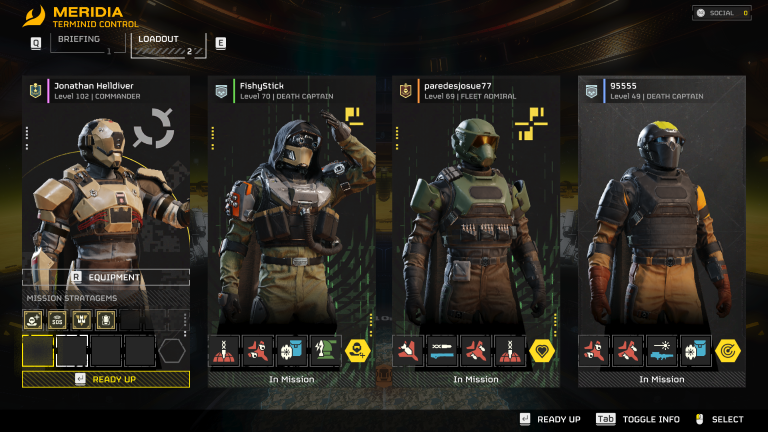 MERIDIA
TERMINID CONTROL
SOCIAL 0
Q
BRIEFING
1
LOADOUT
2
E
Jonathan Helldiver
Level 102 | COMMANDER
FishyStick
Level 70 | DEATH CAPTAIN
paredesjosue77
Level 69 | FLEET ADMIRAL
95555
Level 49 | DEATH CAPTAIN
R EQUIPMENT
MISSION STRATAGEMS
SOS
READY UP
In Mission
In Mission
In Mission
READY UP
Tab TOGGLE INFO
SELECT